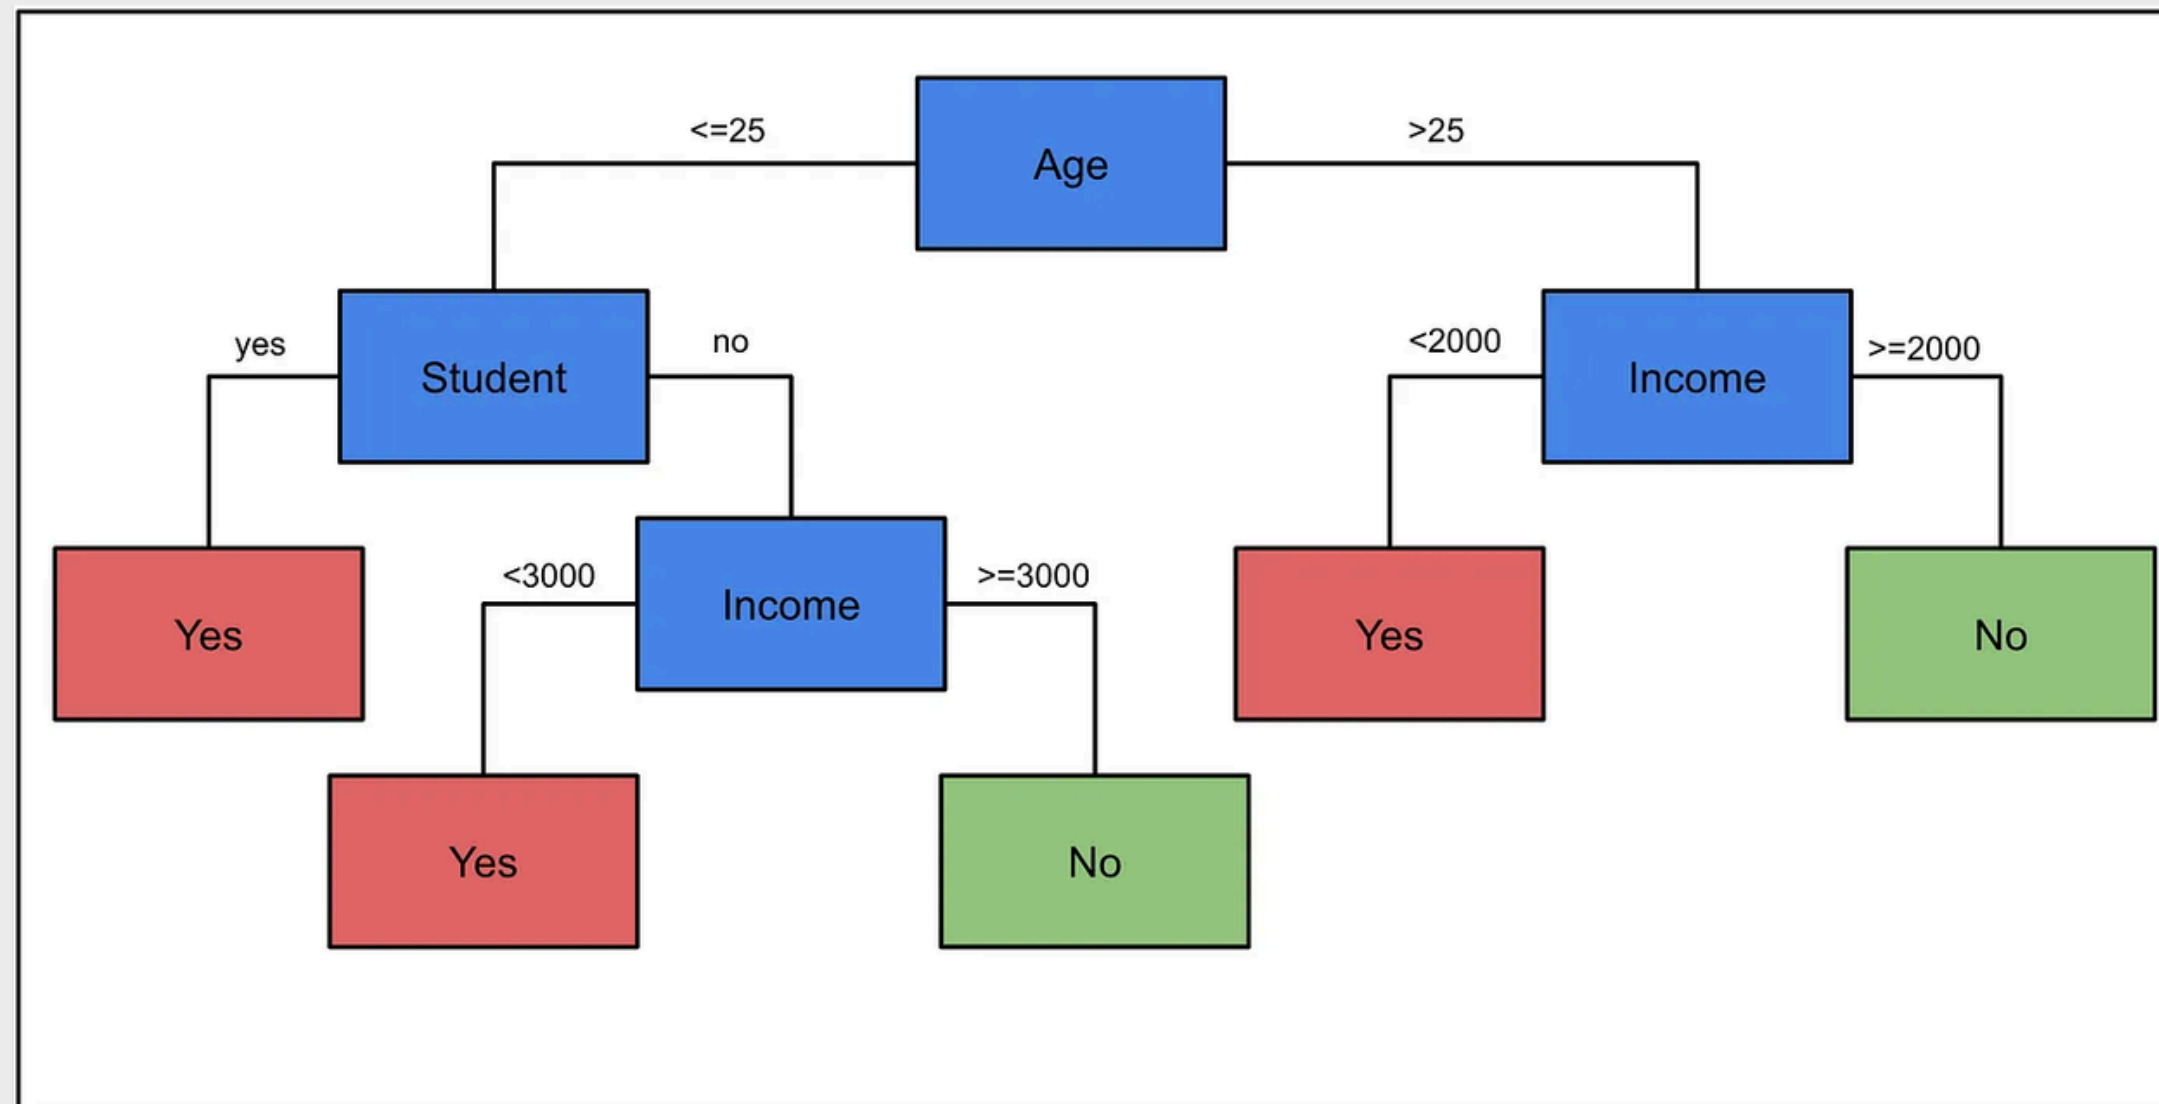 <=25
Age
>25
yes
Student
no
<2000
Income
>=2000
Yes
<3000
Income
>=3000
Yes
No
Yes
No